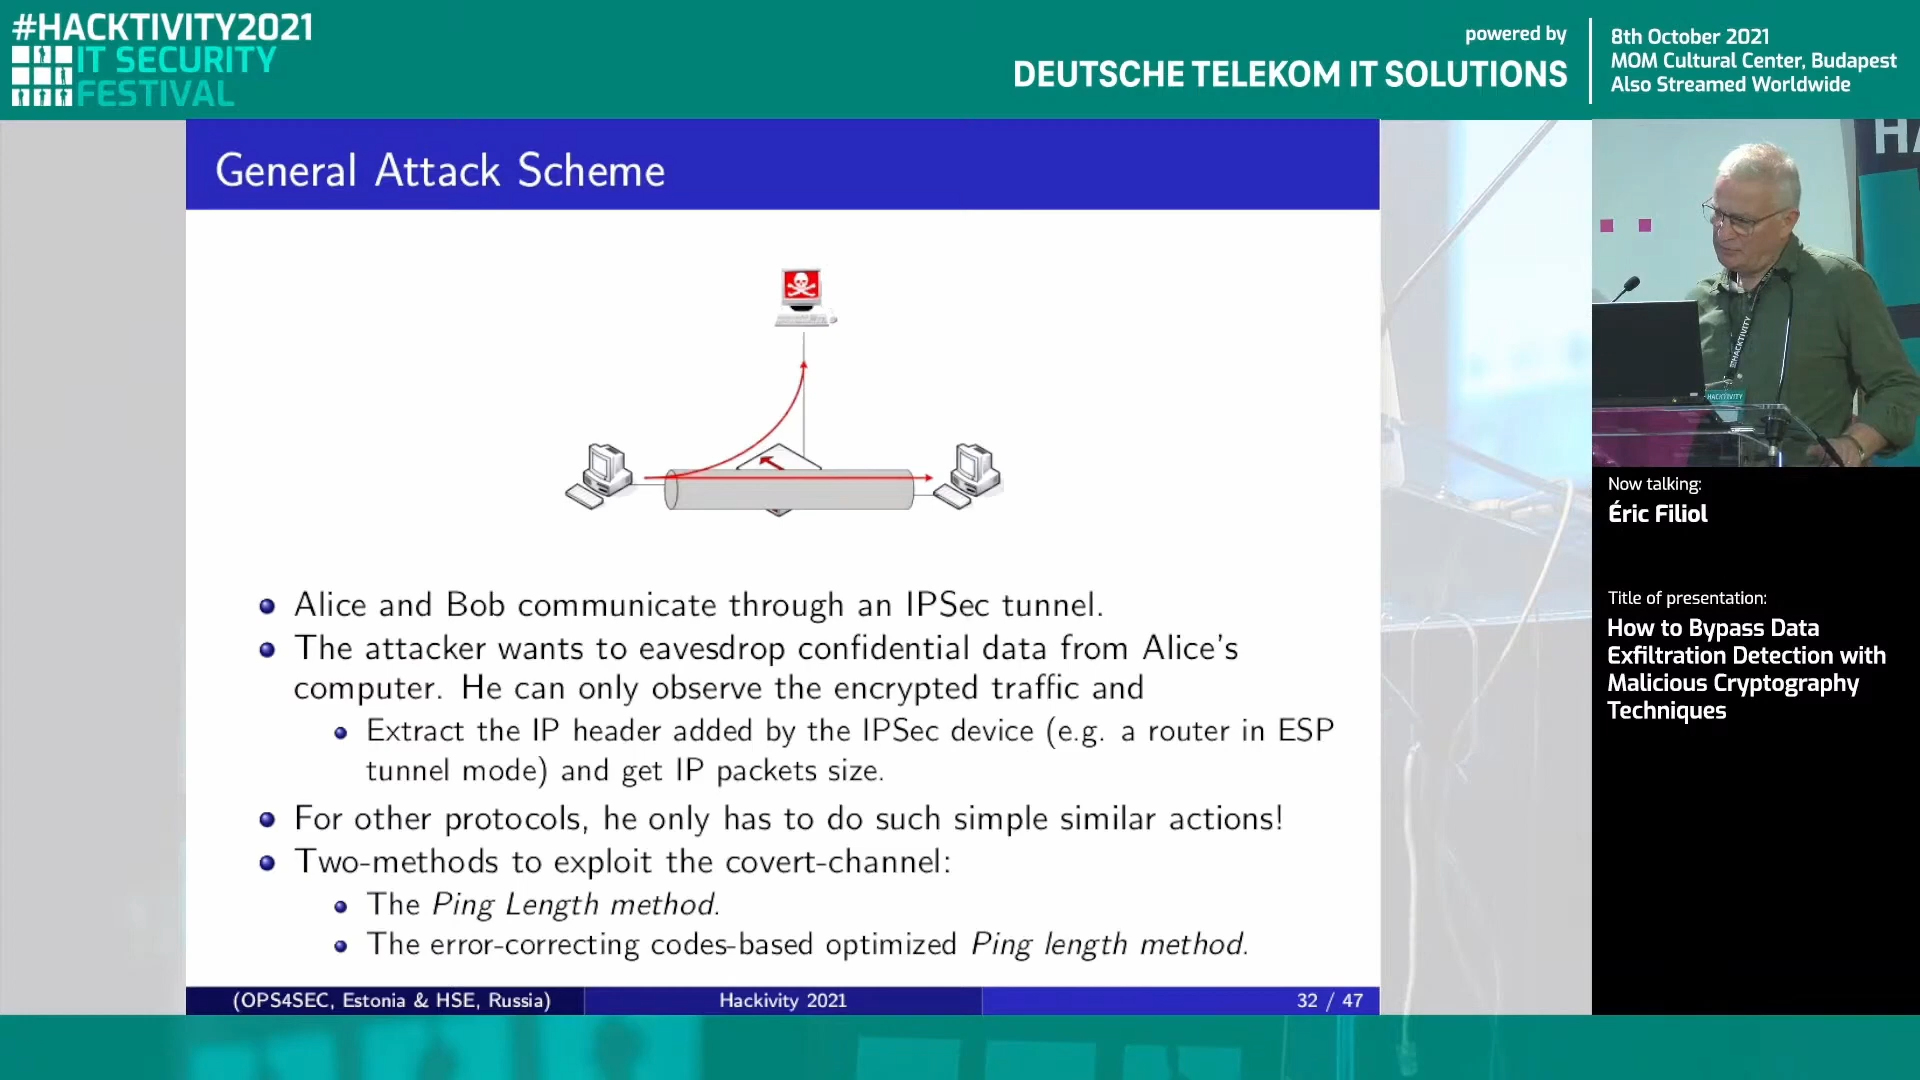 #HACKTIVITY2021
IT SECURITY
FESTIVAL
powered by
DEUTSCHE TELEKOM IT SOLUTIONS
8th October 2021
MOM Cultural Center, Budapest
Also Streamed Worldwide
General Attack Scheme
Alice and Bob communicate through an IPSec tunnel.
The attacker wants to eavesdrop confidential data from Alice's
computer. He can only observe the encrypted traffic and
Extract the IP header added by the IPSec device (e.g. a router in ESP
tunnel mode) and get IP packets size.
For other protocols, he only has to do such simple similar actions!
Two-methods to exploit the covert-channel:
The Ping Length method.
The error-correcting codes-based optimized Ping length method.
(OPS4SEC, Estonia & HSE, Russia)
Hackivity 2021
32 / 47
HA
#HACKTIVITY
HACKTIVITY
Now talking:
Éric Filiol
Title of presentation:
How to Bypass Data
Exfiltration Detection with
Malicious Cryptography
Techniques